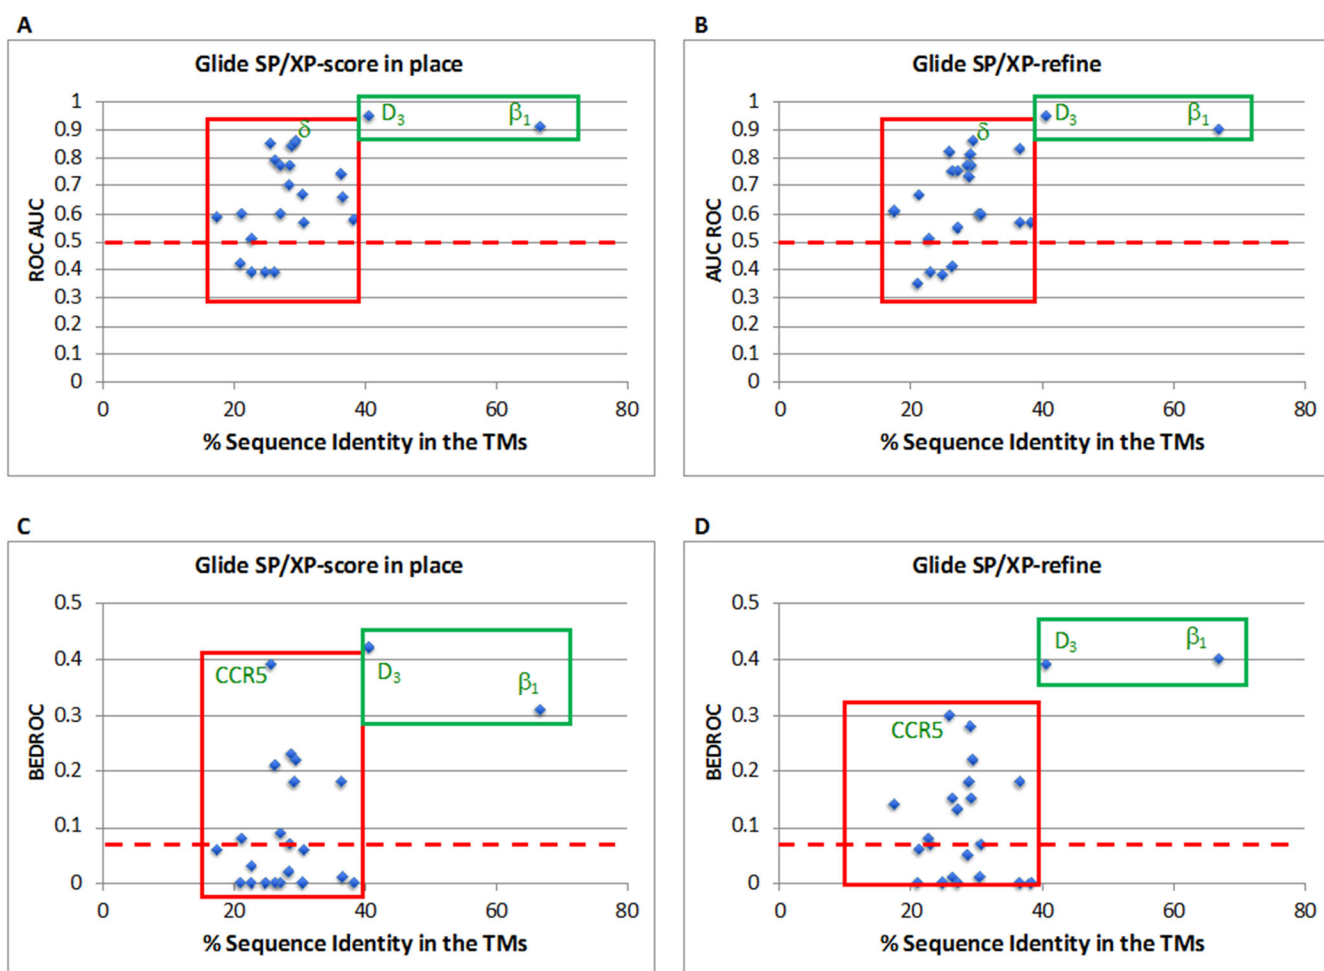 A
Glide SP/XP-score in place
ROC AUC
1
0.9
0.8
0.7
0.6
0.5
0.4
0.3
0.2
0.1
0
D3
β1
δ
0 20 40 60 80
% Sequence Identity in the TMs
B
Glide SP/XP-refine
AUC ROC
1
0.9
0.8
0.7
0.6
0.5
0.4
0.3
0.2
0.1
0
D3
β1
δ
0 20 40 60 80
% Sequence Identity in the TMs
C
Glide SP/XP-score in place
BEDROC
0.5
0.4
0.3
0.2
0.1
0
CCR5
D3
β1
0 20 40 60 80
% Sequence Identity in the TMs
D
Glide SP/XP-refine
BEDROC
0.5
0.4
0.3
0.2
0.1
0
D3
β1
CCR5
0 20 40 60 80
% Sequence Identity in the TMs